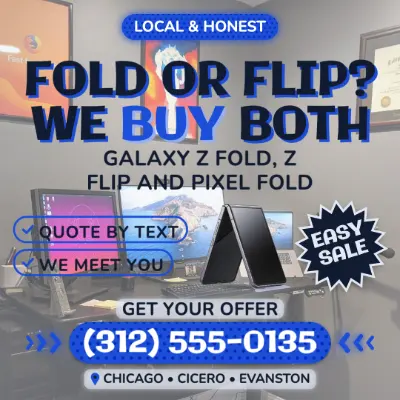 LOCAL & HONEST
FOLD OR FLIP?
WE BUY BOTH
GALAXY Z FOLD, Z
FLIP AND PIXEL FOLD
QUOTE BY TEXT
WE MEET YOU
EASY
SALE
GET YOUR OFFER
(312) 555-0135
CHICAGO • CICERO • EVANSTON